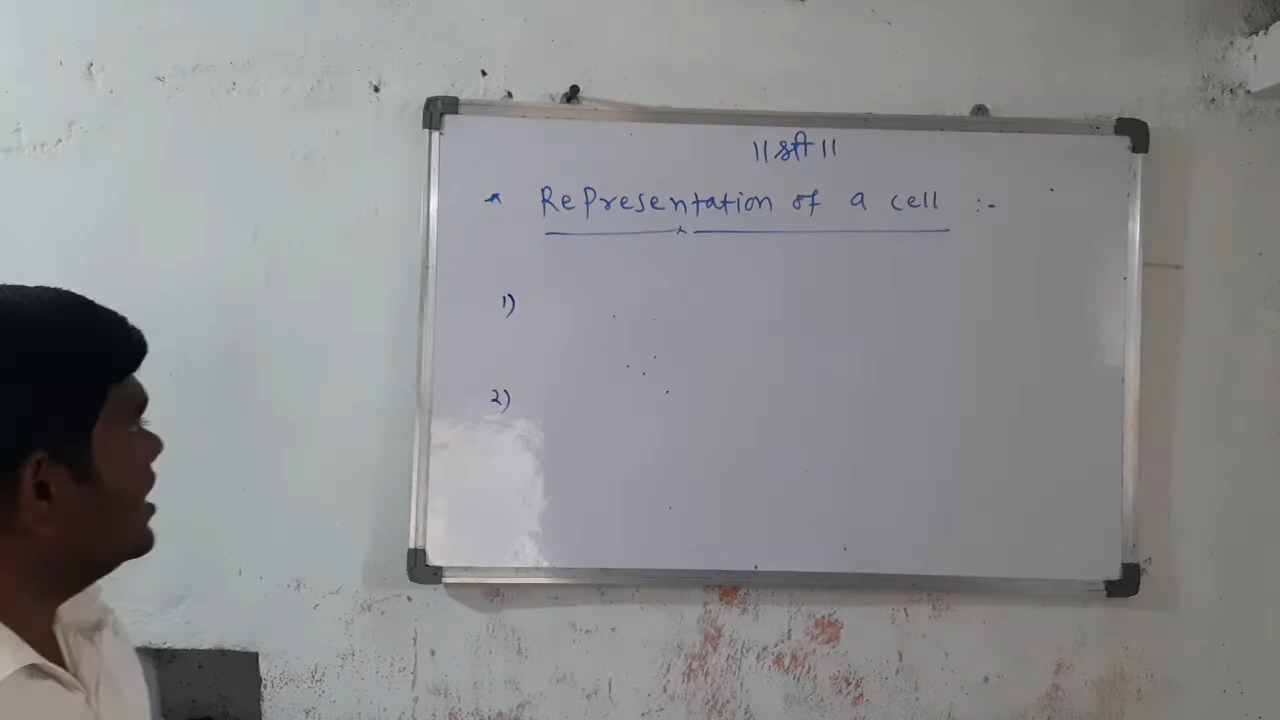 ॥ श्री ॥
* Representation of a cell :-
1)
2)